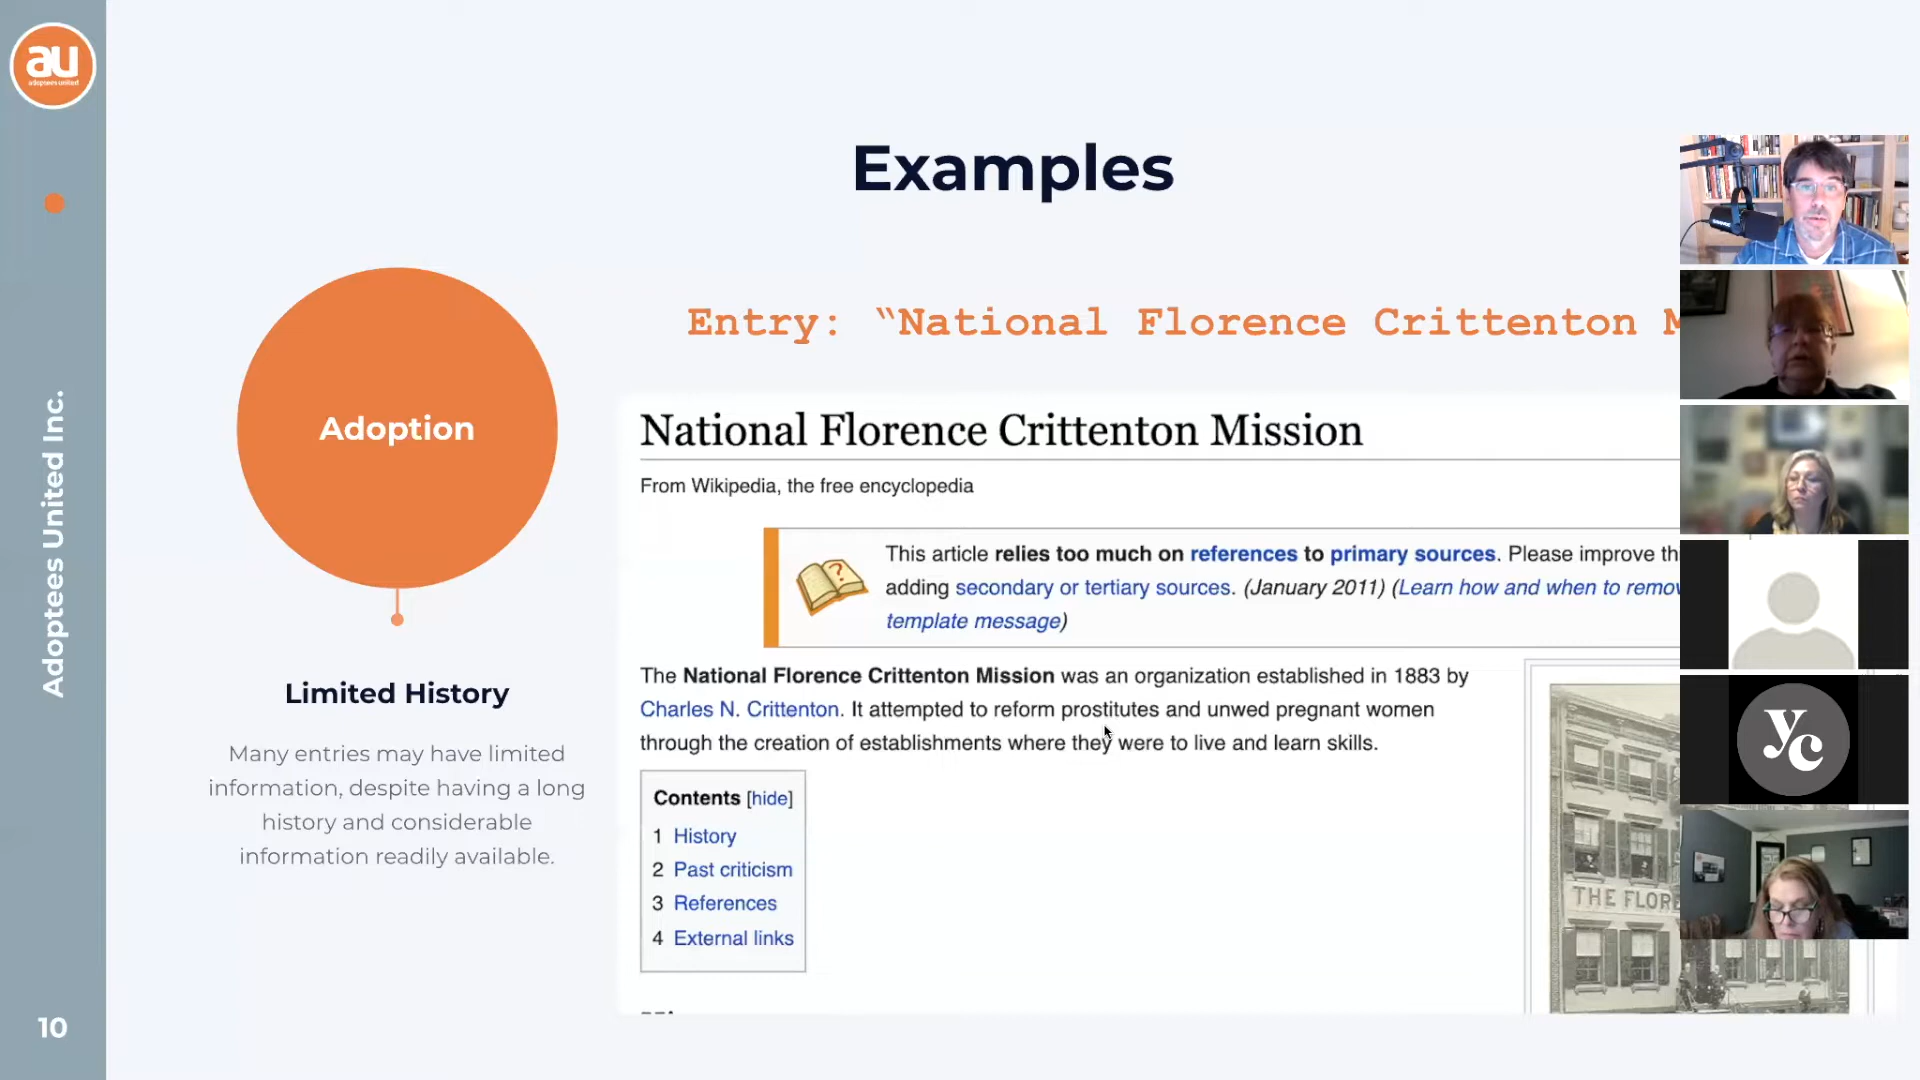 au
adoptees united
Adoptees United Inc.
10
Examples
Adoption
Limited History
Many entries may have limited
information, despite having a long
history and considerable
information readily available.
Entry: “National Florence Crittenton M
National Florence Crittenton Mission
From Wikipedia, the free encyclopedia
This article relies too much on references to primary sources. Please improve th
adding secondary or tertiary sources. (January 2011) (Learn how and when to remov
template message)
The National Florence Crittenton Mission was an organization established in 1883 by
Charles N. Crittenton. It attempted to reform prostitutes and unwed pregnant women
through the creation of establishments where they were to live and learn skills.
Contents [hide]
1 History
2 Past criticism
3 References
4 External links
THE FLORE
yc